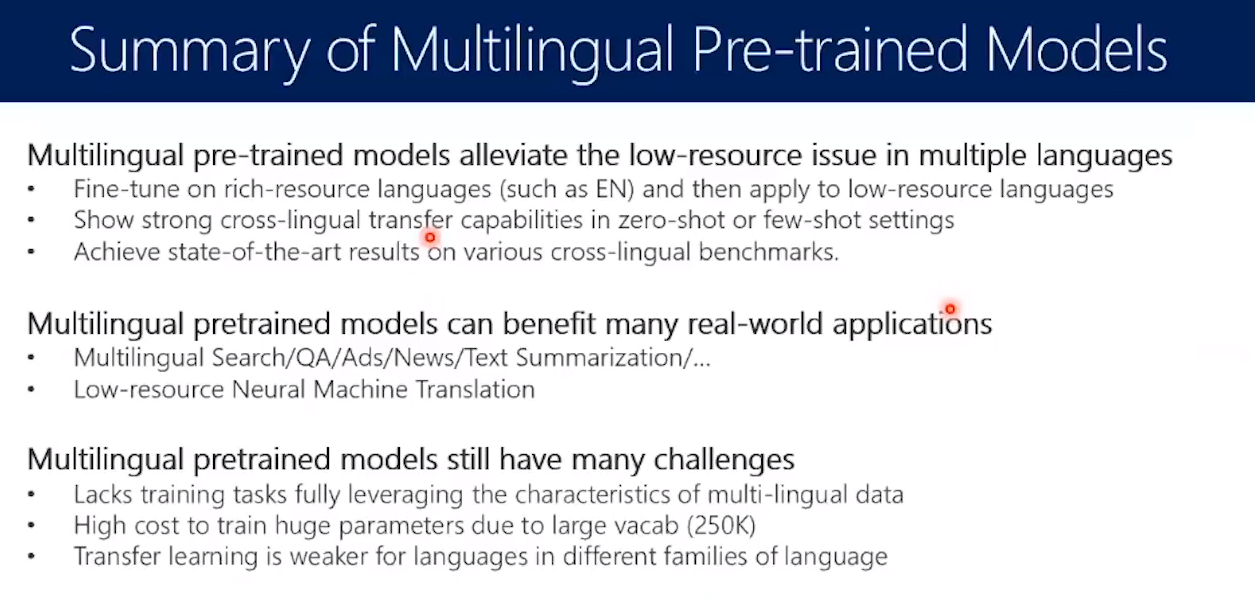 Summary of Multilingual Pre-trained Models
Multilingual pre-trained models alleviate the low-resource issue in multiple languages
• Fine-tune on rich-resource languages (such as EN) and then apply to low-resource languages
• Show strong cross-lingual transfer capabilities in zero-shot or few-shot settings
• Achieve state-of-the-art results on various cross-lingual benchmarks.
Multilingual pretrained models can benefit many real-world applications
• Multilingual Search/QA/Ads/News/Text Summarization/...
• Low-resource Neural Machine Translation
Multilingual pretrained models still have many challenges
• Lacks training tasks fully leveraging the characteristics of multi-lingual data
• High cost to train huge parameters due to large vacab (250K)
• Transfer learning is weaker for languages in different families of language